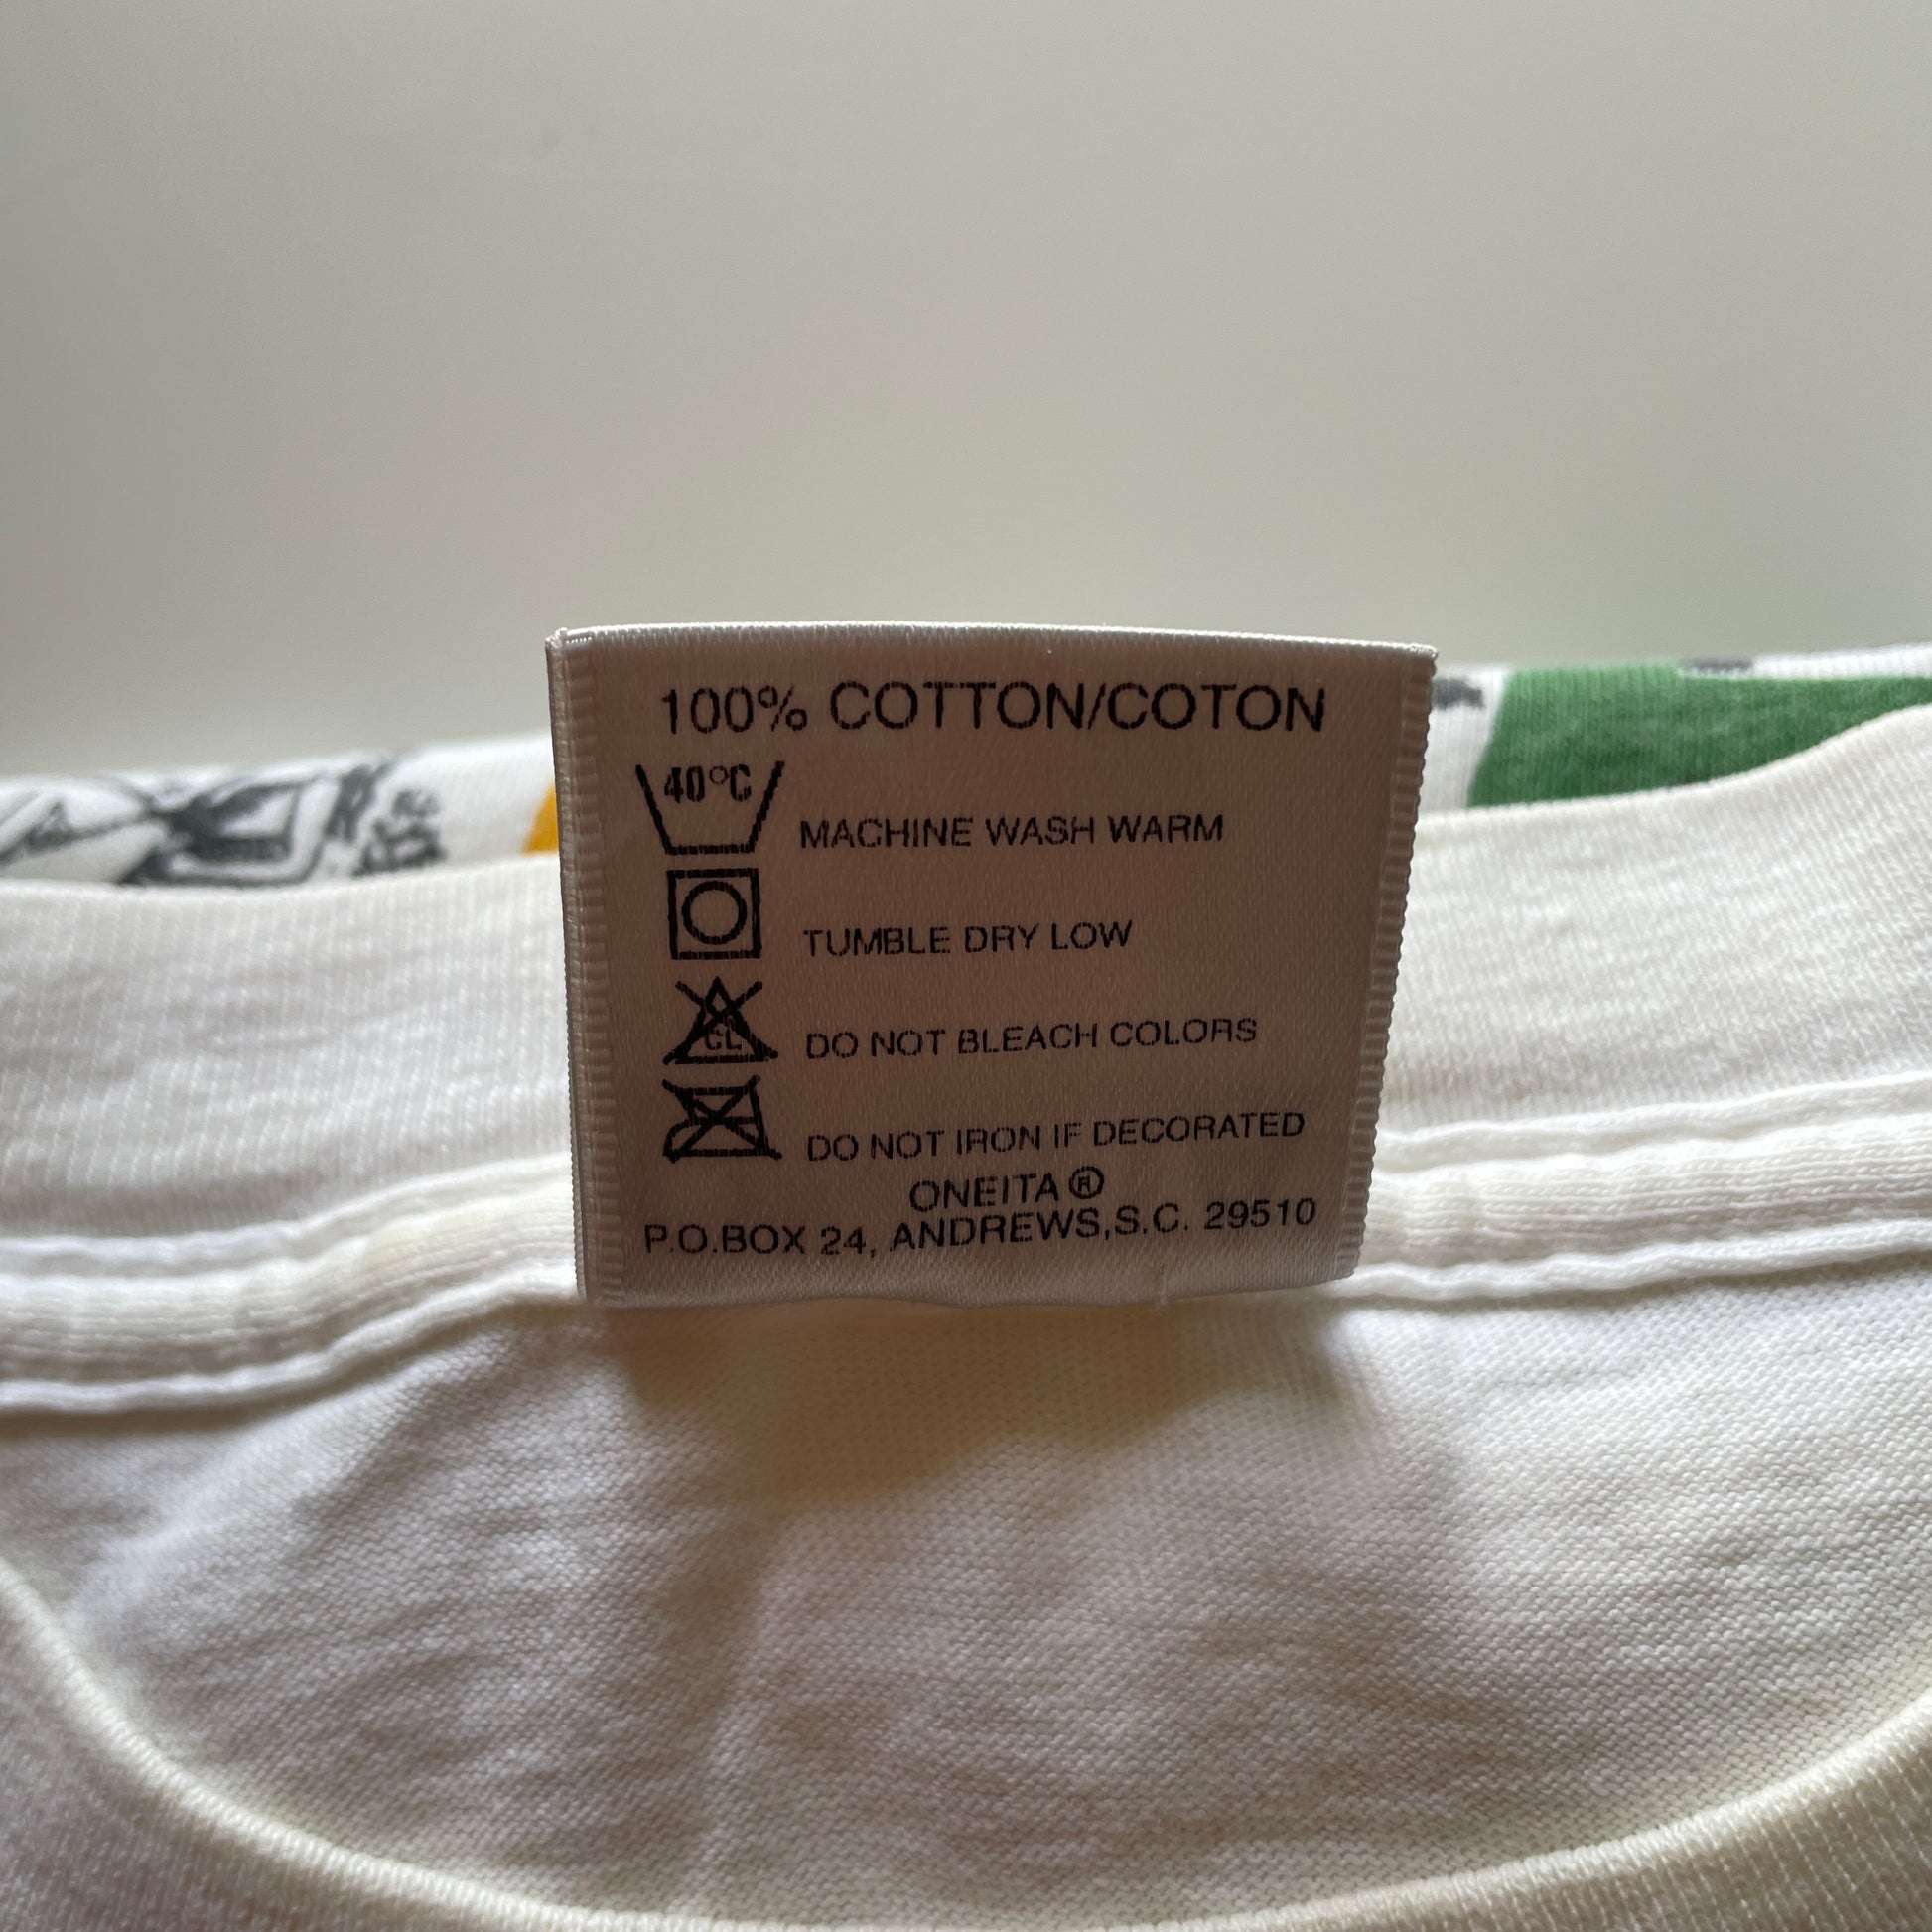 100% COTTON/COTON
40°C
MACHINE WASH WARM
TUMBLE DRY LOW
CL
DO NOT BLEACH COLORS
DO NOT IRON IF DECORATED
ONEITA®
P.O.BOX 24, ANDREWS,S.C. 29510